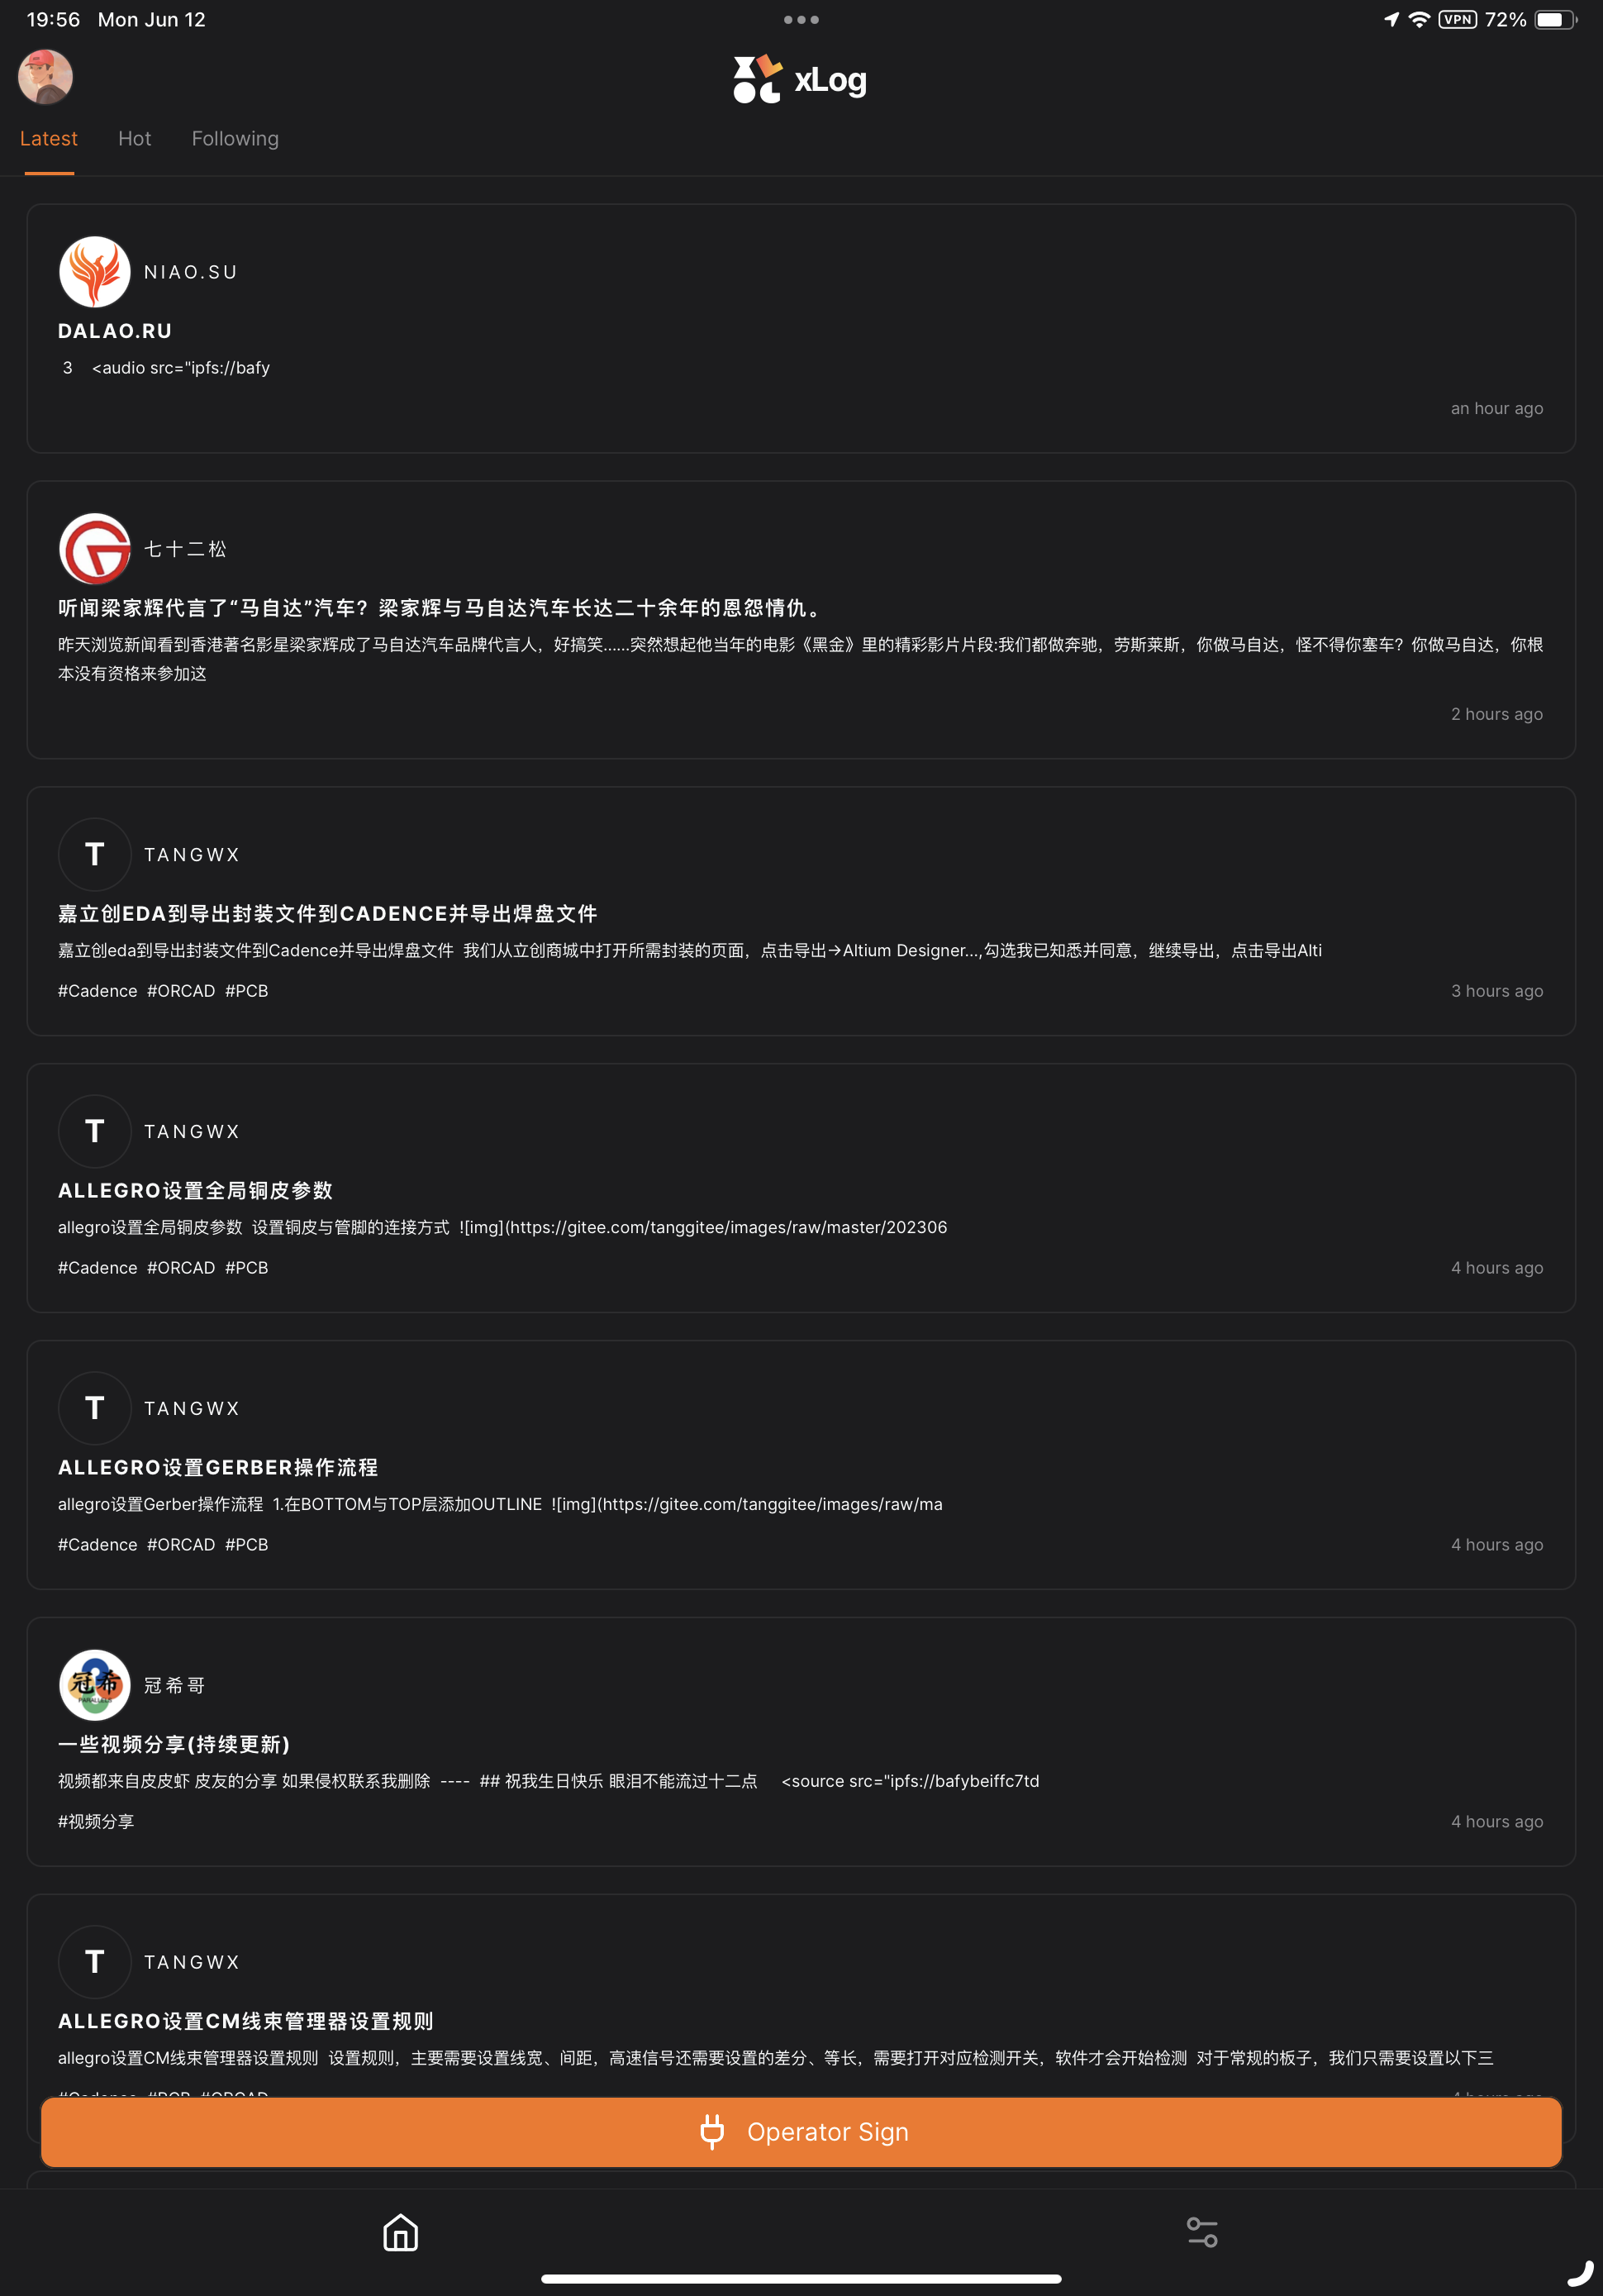 19:56 Mon Jun 12
VPN 72%
xLog
Latest Hot Following
NIAO.SU
DALAO.RU
3 <audio src="ipfs://bafy
an hour ago
七十二松
听闻梁家辉代言了“马自达”汽车？梁家辉与马自达汽车长达二十余年的恩怨情仇。
昨天浏览新闻看到香港著名影星梁家辉成了马自达汽车品牌代言人，好搞笑……突然想起他当年的电影《黑金》里的精彩影片片段:我们都做奔驰，劳斯莱斯，你做马自达，怪不得你塞车？你做马自达，你根
本没有资格来参加这
2 hours ago
T TANGWX
嘉立创EDA到导出封装文件到CADENCE并导出焊盘文件
嘉立创eda到导出封装文件到Cadence并导出焊盘文件 我们从立创商城中打开所需封装的页面，点击导出→Altium Designer...,勾选我已知悉并同意，继续导出，点击导出Alti
#Cadence #ORCAD #PCB 3 hours ago
T TANGWX
ALLEGRO设置全局铜皮参数
allegro设置全局铜皮参数 设置铜皮与管脚的连接方式 ![img](https://gitee.com/tanggitee/images/raw/master/202306
#Cadence #ORCAD #PCB 4 hours ago
T TANGWX
ALLEGRO设置GERBER操作流程
allegro设置Gerber操作流程 1.在BOTTOM与TOP层添加OUTLINE ![img](https://gitee.com/tanggitee/images/raw/ma
#Cadence #ORCAD #PCB 4 hours ago
冠希
冠希哥
一些视频分享(持续更新)
视频都来自皮皮虾 皮友的分享 如果侵权联系我删除 ---- ## 祝我生日快乐 眼泪不能流过十二点 <source src="ipfs://bafybeiffc7td
#视频分享 4 hours ago
T TANGWX
ALLEGRO设置CM线束管理器设置规则
allegro设置CM线束管理器设置规则 设置规则，主要需要设置线宽、间距，高速信号还需要设置的差分、等长，需要打开对应检测开关，软件才会开始检测 对于常规的板子，我们只需要设置以下三
#Cadence #PCB #ORCAD 4 hours ago
Operator Sign